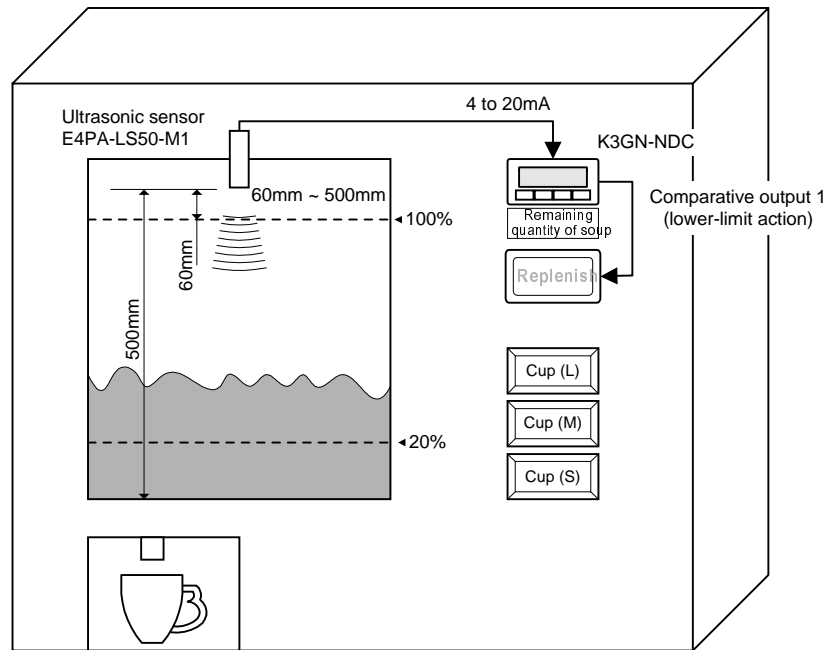 Ultrasonic sensor
E4PA-LS50-M1
4 to 20mA
K3GN-NDC
60mm ~ 500mm
100%
60mm
500mm
20%
Remaining
quantity of soup
Comparative output 1
(lower-limit action)
Replenish
Cup (L)
Cup (M)
Cup (S)